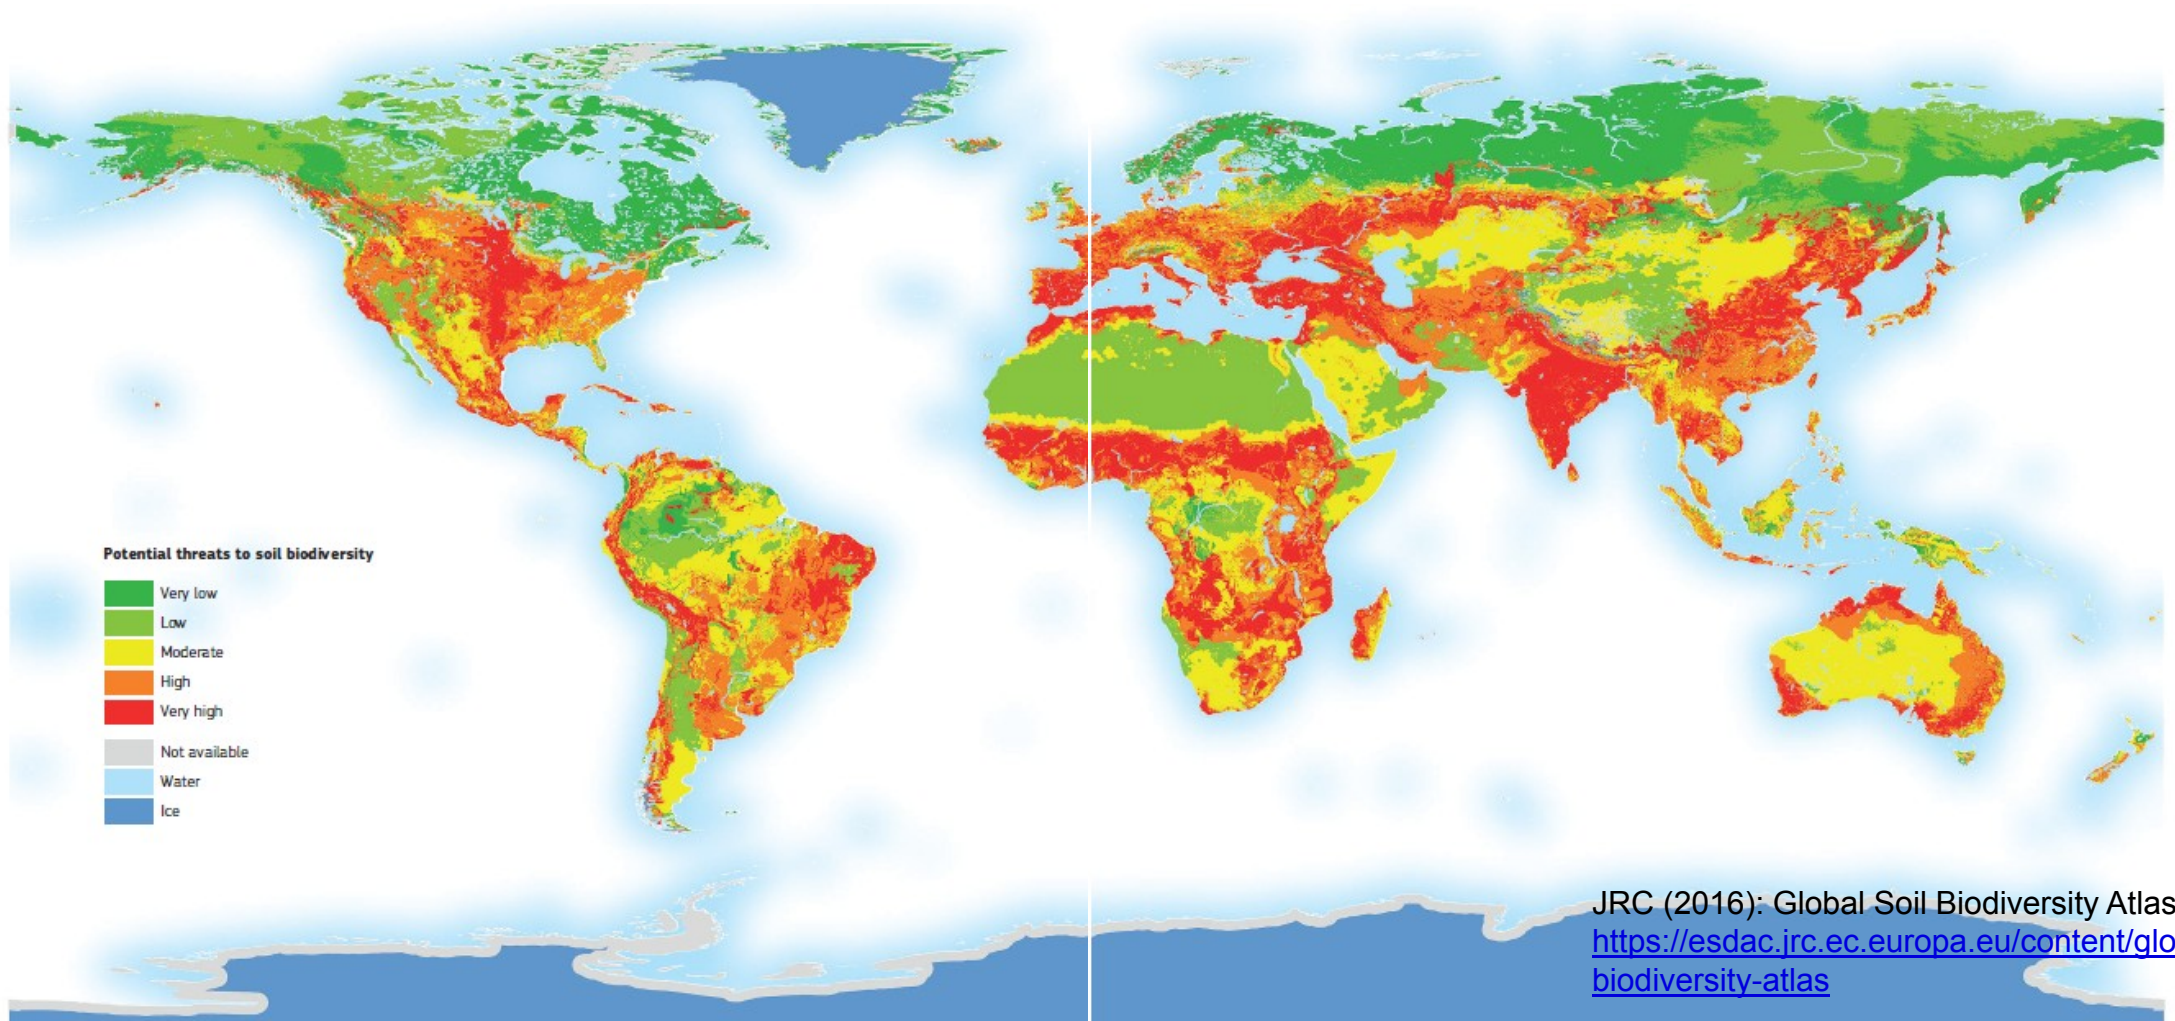 Potential threats to soil biodiversity
Very low
Low
Moderate
High
Very high
Not available
Water
Ice
JRC (2016): Global Soil Biodiversity Atlas
https://esdac.jrc.ec.europa.eu/content/glo
biodiversity-atlas